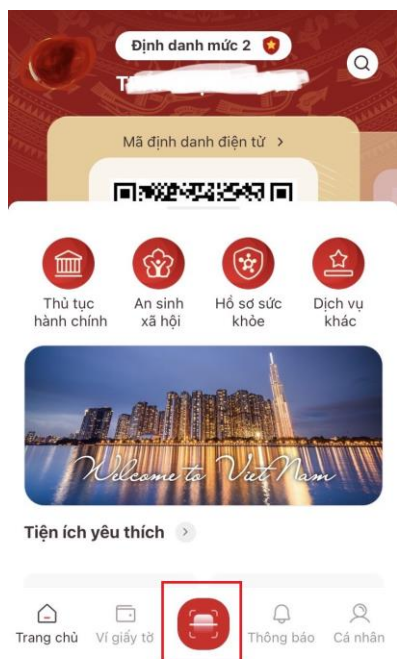 Định danh mức 2
Mã định danh điện tử >
Thủ tục hành chính
An sinh xã hội
Hồ sơ sức khỏe
Dịch vụ khác
Welcome to Viet Nam
Tiện ích yêu thích >
Trang chủ
Ví giấy tờ
Thông báo
Cá nhân